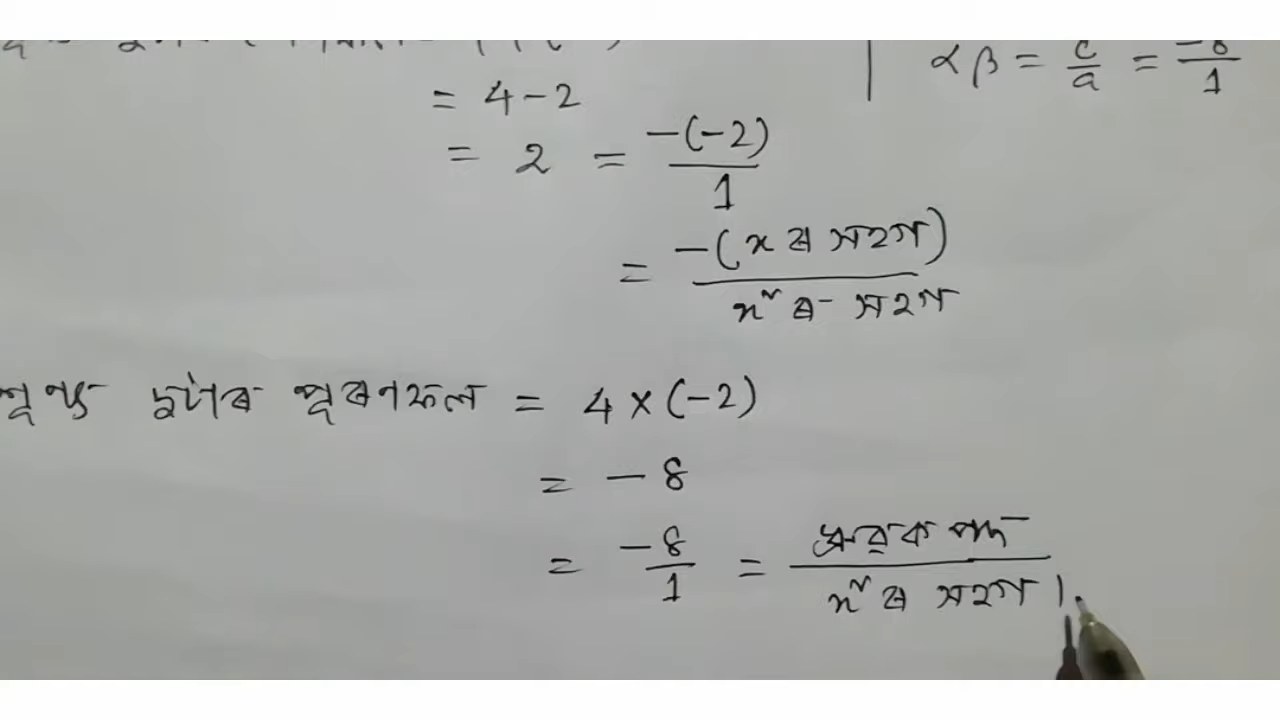 αβ = c/a = -8/1
= 4-2
= 2 = -(-2)/1
= -(x ৰ সহগ)/x² ৰ সহগ
শূণ্য দুটাৰ পূৰণফল = 4 × (-2)
= -8
= -8/1 = ধ্ৰুৱক পদ/x² ৰ সহগ।